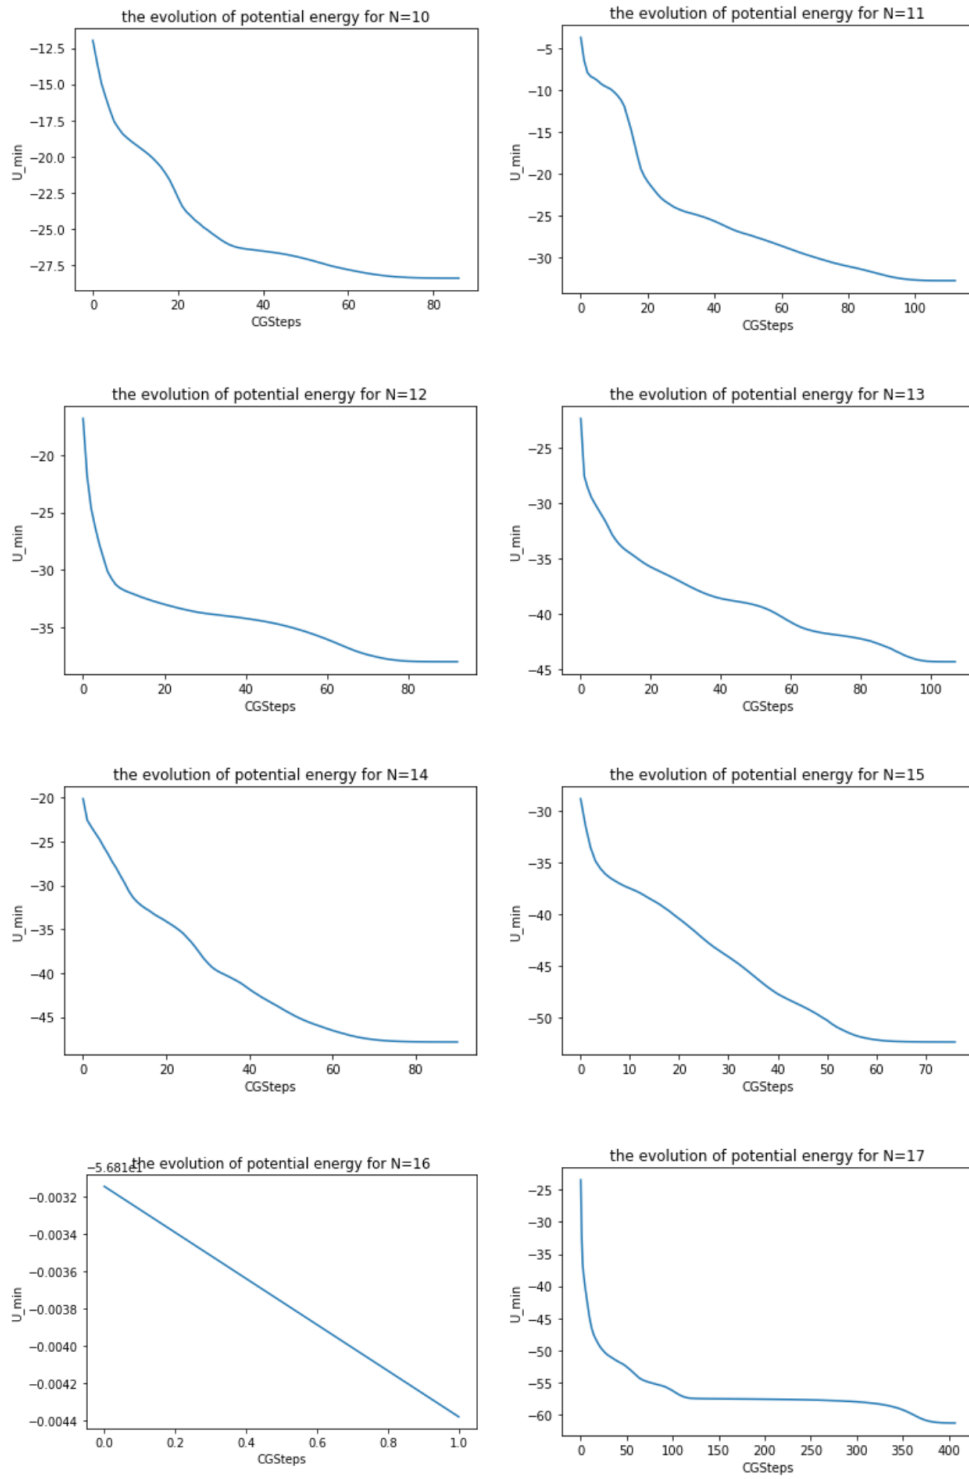 the evolution of potential energy for N=10
−12.5
−15.0
−17.5
−20.0
−22.5
−25.0
−27.5
U_min
0 20 40 60 80
CGSteps
the evolution of potential energy for N=11
−5
−10
−15
−20
−25
−30
U_min
0 20 40 60 80 100
CGSteps
the evolution of potential energy for N=12
−20
−25
−30
−35
U_min
0 20 40 60 80
CGSteps
the evolution of potential energy for N=13
−25
−30
−35
−40
−45
U_min
0 20 40 60 80 100
CGSteps
the evolution of potential energy for N=14
−20
−25
−30
−35
−40
−45
U_min
0 20 40 60 80
CGSteps
the evolution of potential energy for N=15
−30
−35
−40
−45
−50
U_min
0 10 20 30 40 50 60 70
CGSteps
−5.681e1
the evolution of potential energy for N=16
−0.0032
−0.0034
−0.0036
−0.0038
−0.0040
−0.0042
−0.0044
U_min
0.0 0.2 0.4 0.6 0.8 1.0
CGSteps
the evolution of potential energy for N=17
−25
−30
−35
−40
−45
−50
−55
−60
U_min
0 50 100 150 200 250 300 350 400
CGSteps